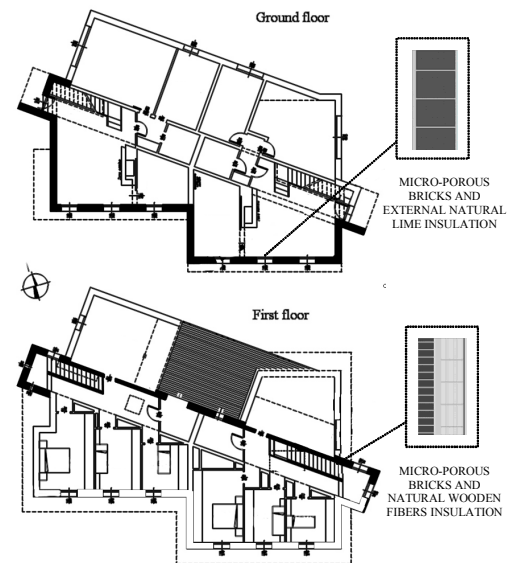 Ground floor
MICRO-POROUS
BRICKS AND
EXTERNAL NATURAL
LIME INSULATION
First floor
MICRO-POROUS
BRICKS AND
NATURAL WOODEN
FIBERS INSULATION